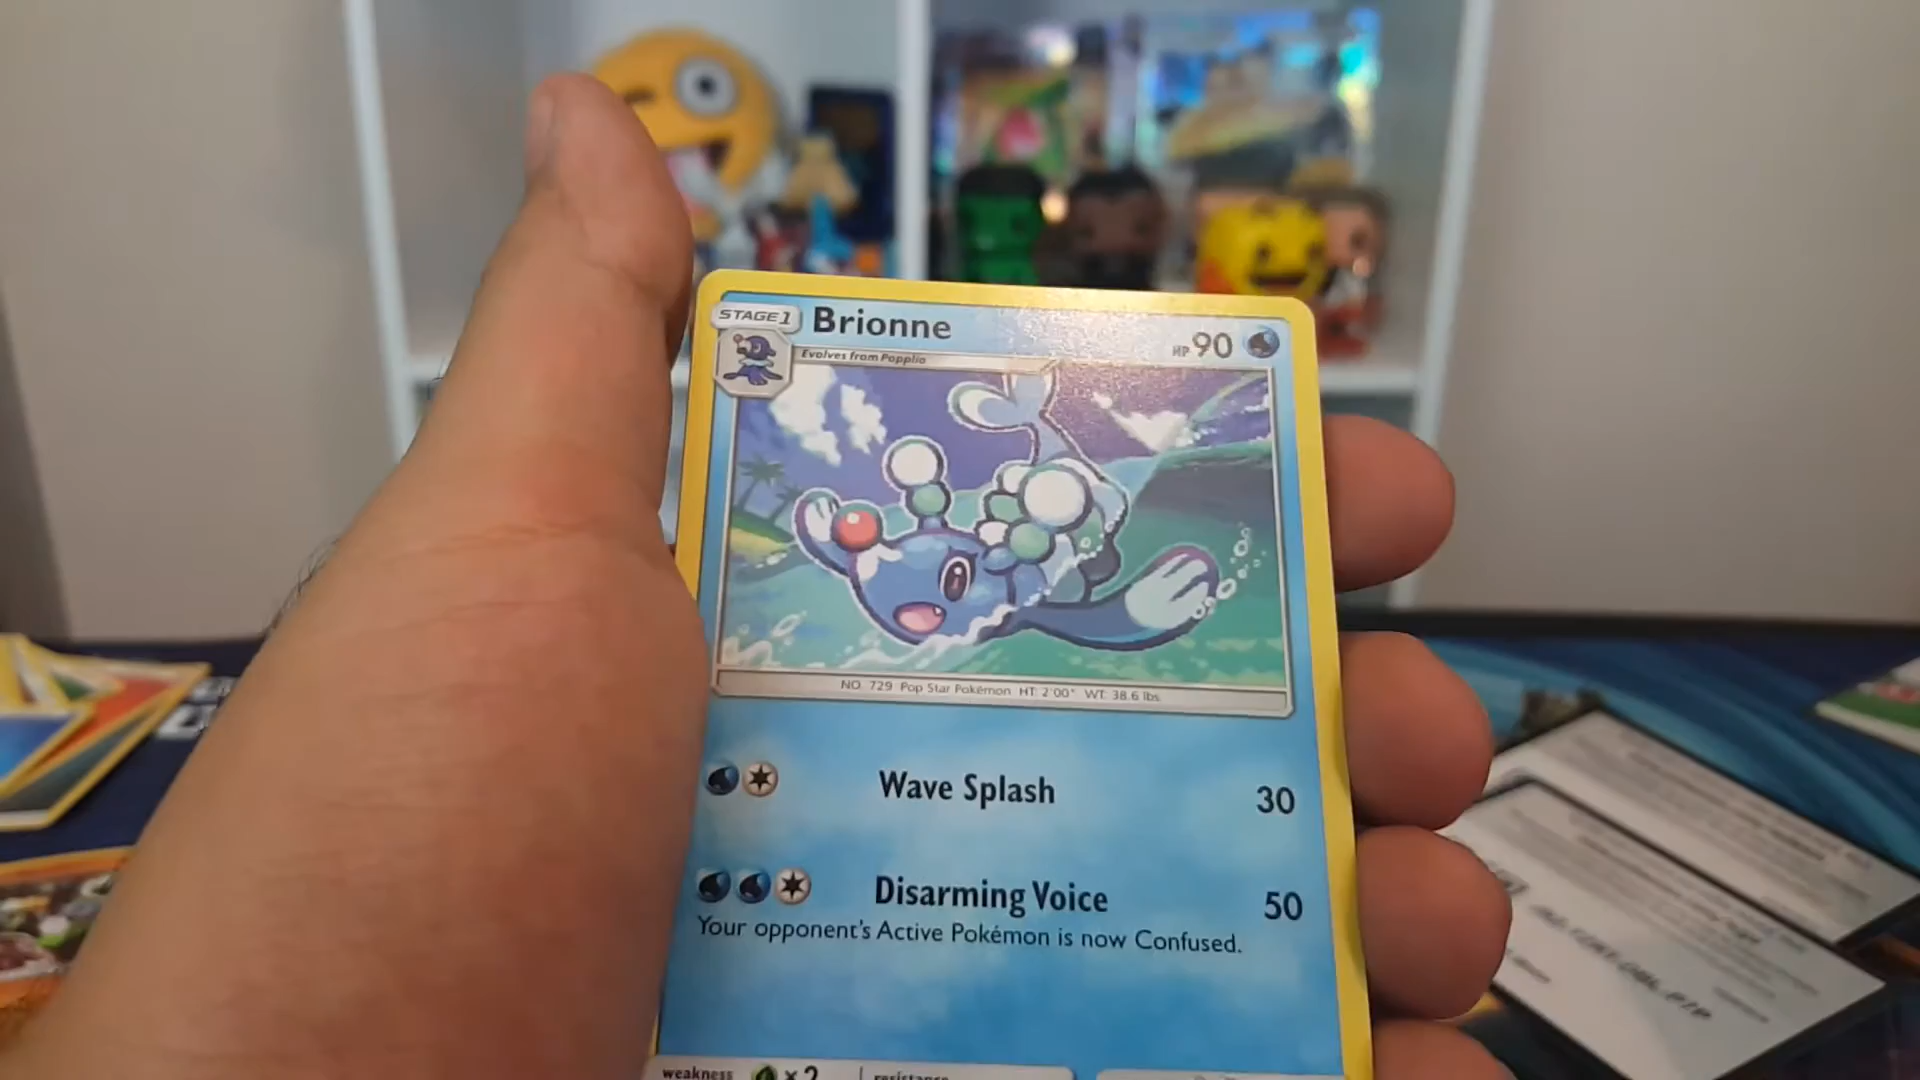 STAGE 1 Brionne HP 90
Evolves from Popplio
NO. 729 Pop Star Pokémon HT: 2'00" WT: 38.6 lbs.
Wave Splash 30
Disarming Voice 50
Your opponent's Active Pokémon is now Confused.
weakness ×2 resistance